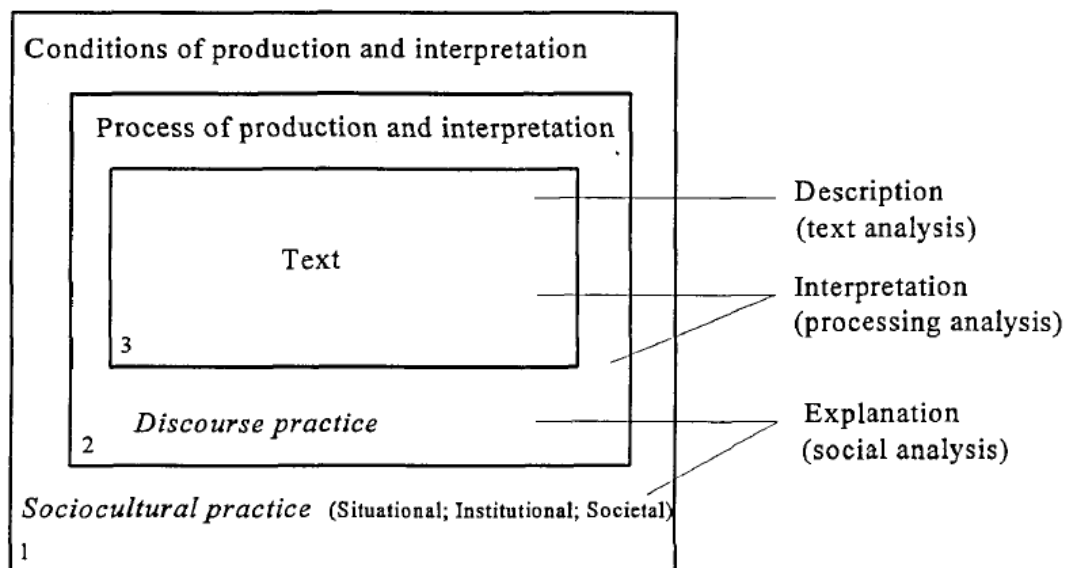 Conditions of production and interpretation
Process of production and interpretation
Text
3
Discourse practice
2
Sociocultural practice (Situational; Institutional; Societal)
1
Description
(text analysis)
Interpretation
(processing analysis)
Explanation
(social analysis)